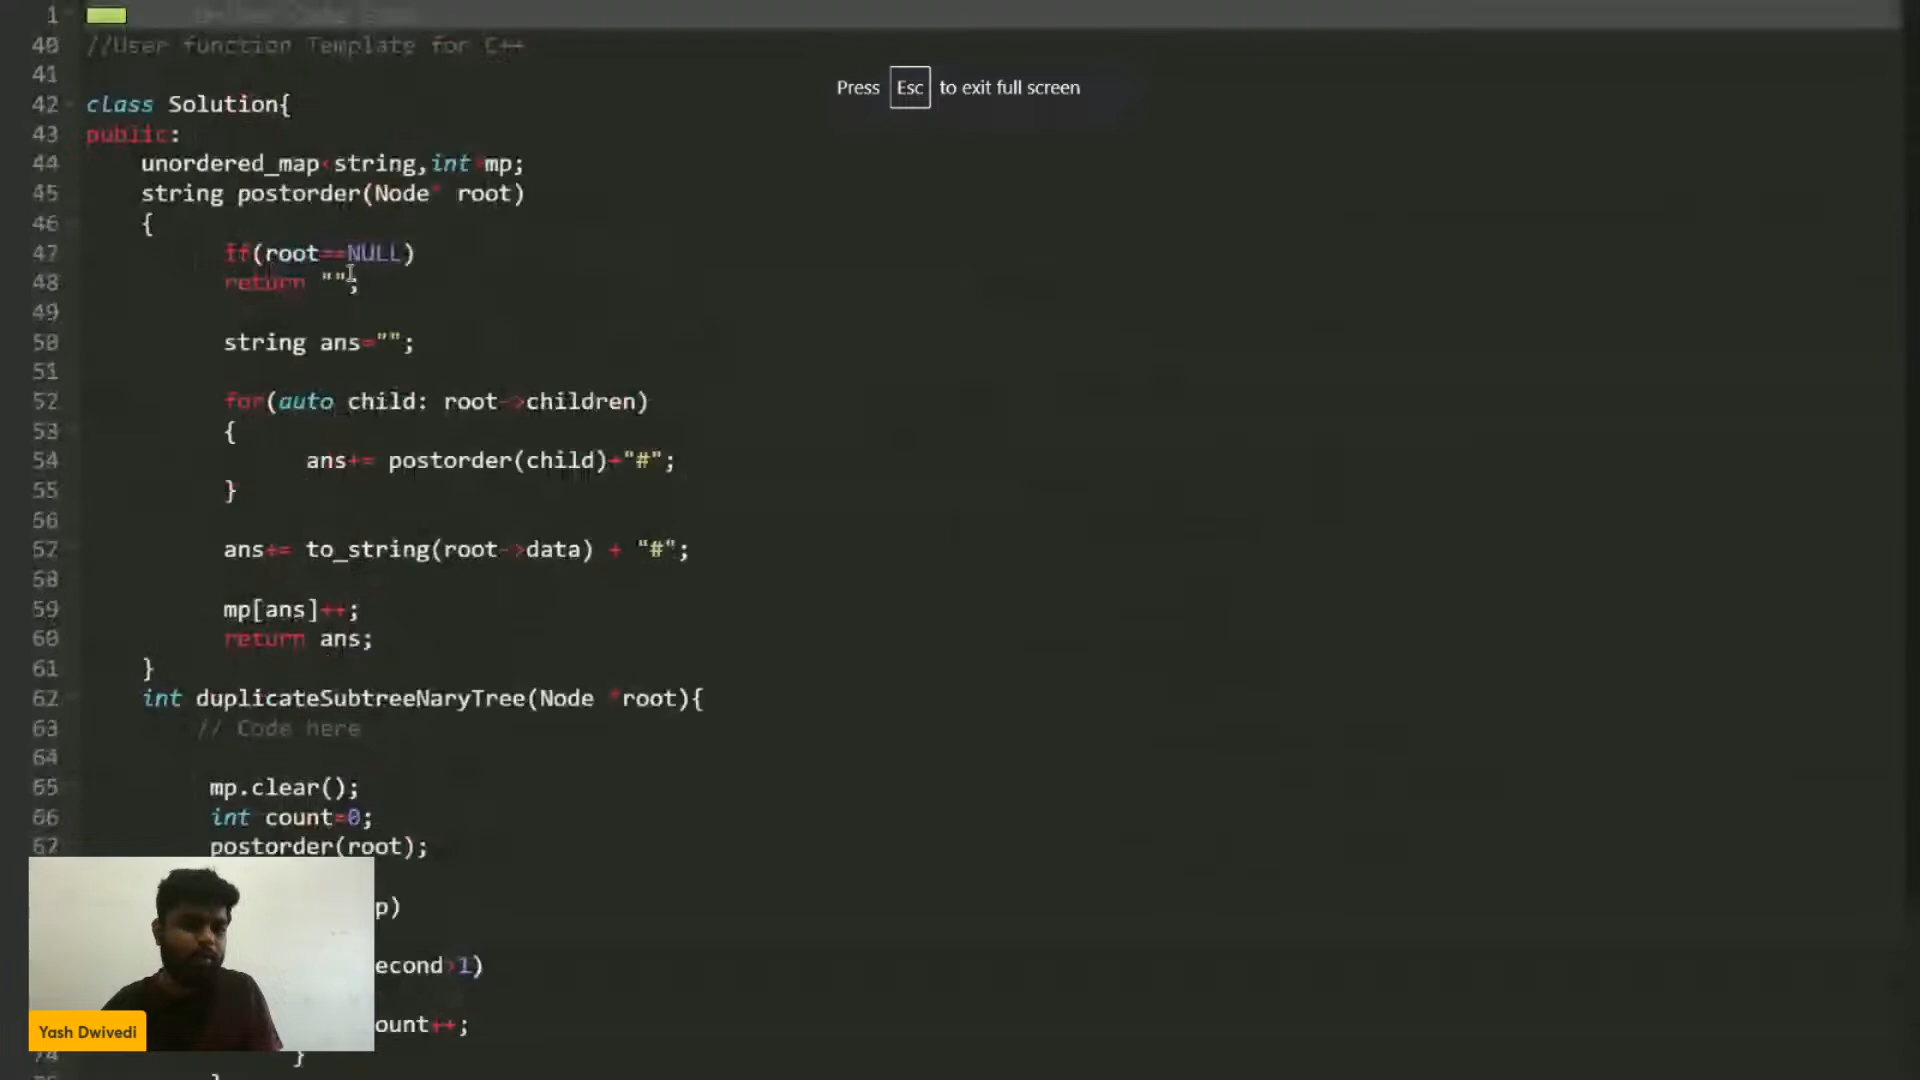 1
40 //User function Template for C++
Press Esc to exit full screen
41
42 class Solution{
43 public:
44 unordered_map<string,int>mp;
45 string postorder(Node* root)
46 {
47 if(root==NULL)
48 return "";
49
50 string ans="";
51
52 for(auto child: root->children)
53 {
54 ans+= postorder(child)+"#";
55 }
56
57 ans+= to_string(root->data) + "#";
58
59 mp[ans]++;
60 return ans;
61 }
62 int duplicateSubtreeNaryTree(Node *root){
63 // Code here
64
65 mp.clear();
66 int count=0;
67 postorder(root);
p)
econd>1)
ount++;
74 }
Yash Dwivedi